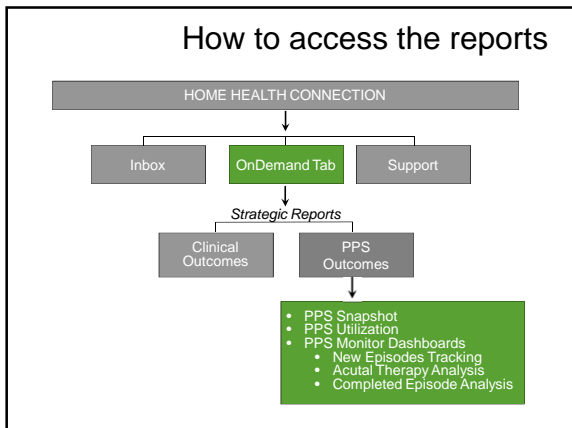 How to access the reports
HOME HEALTH CONNECTION
Inbox
OnDemand Tab
Support
Strategic Reports
Clinical
Outcomes
PPS
Outcomes
• PPS Snapshot
• PPS Utilization
• PPS Monitor Dashboards
• New Episodes Tracking
• Acutal Therapy Analysis
• Completed Episode Analysis